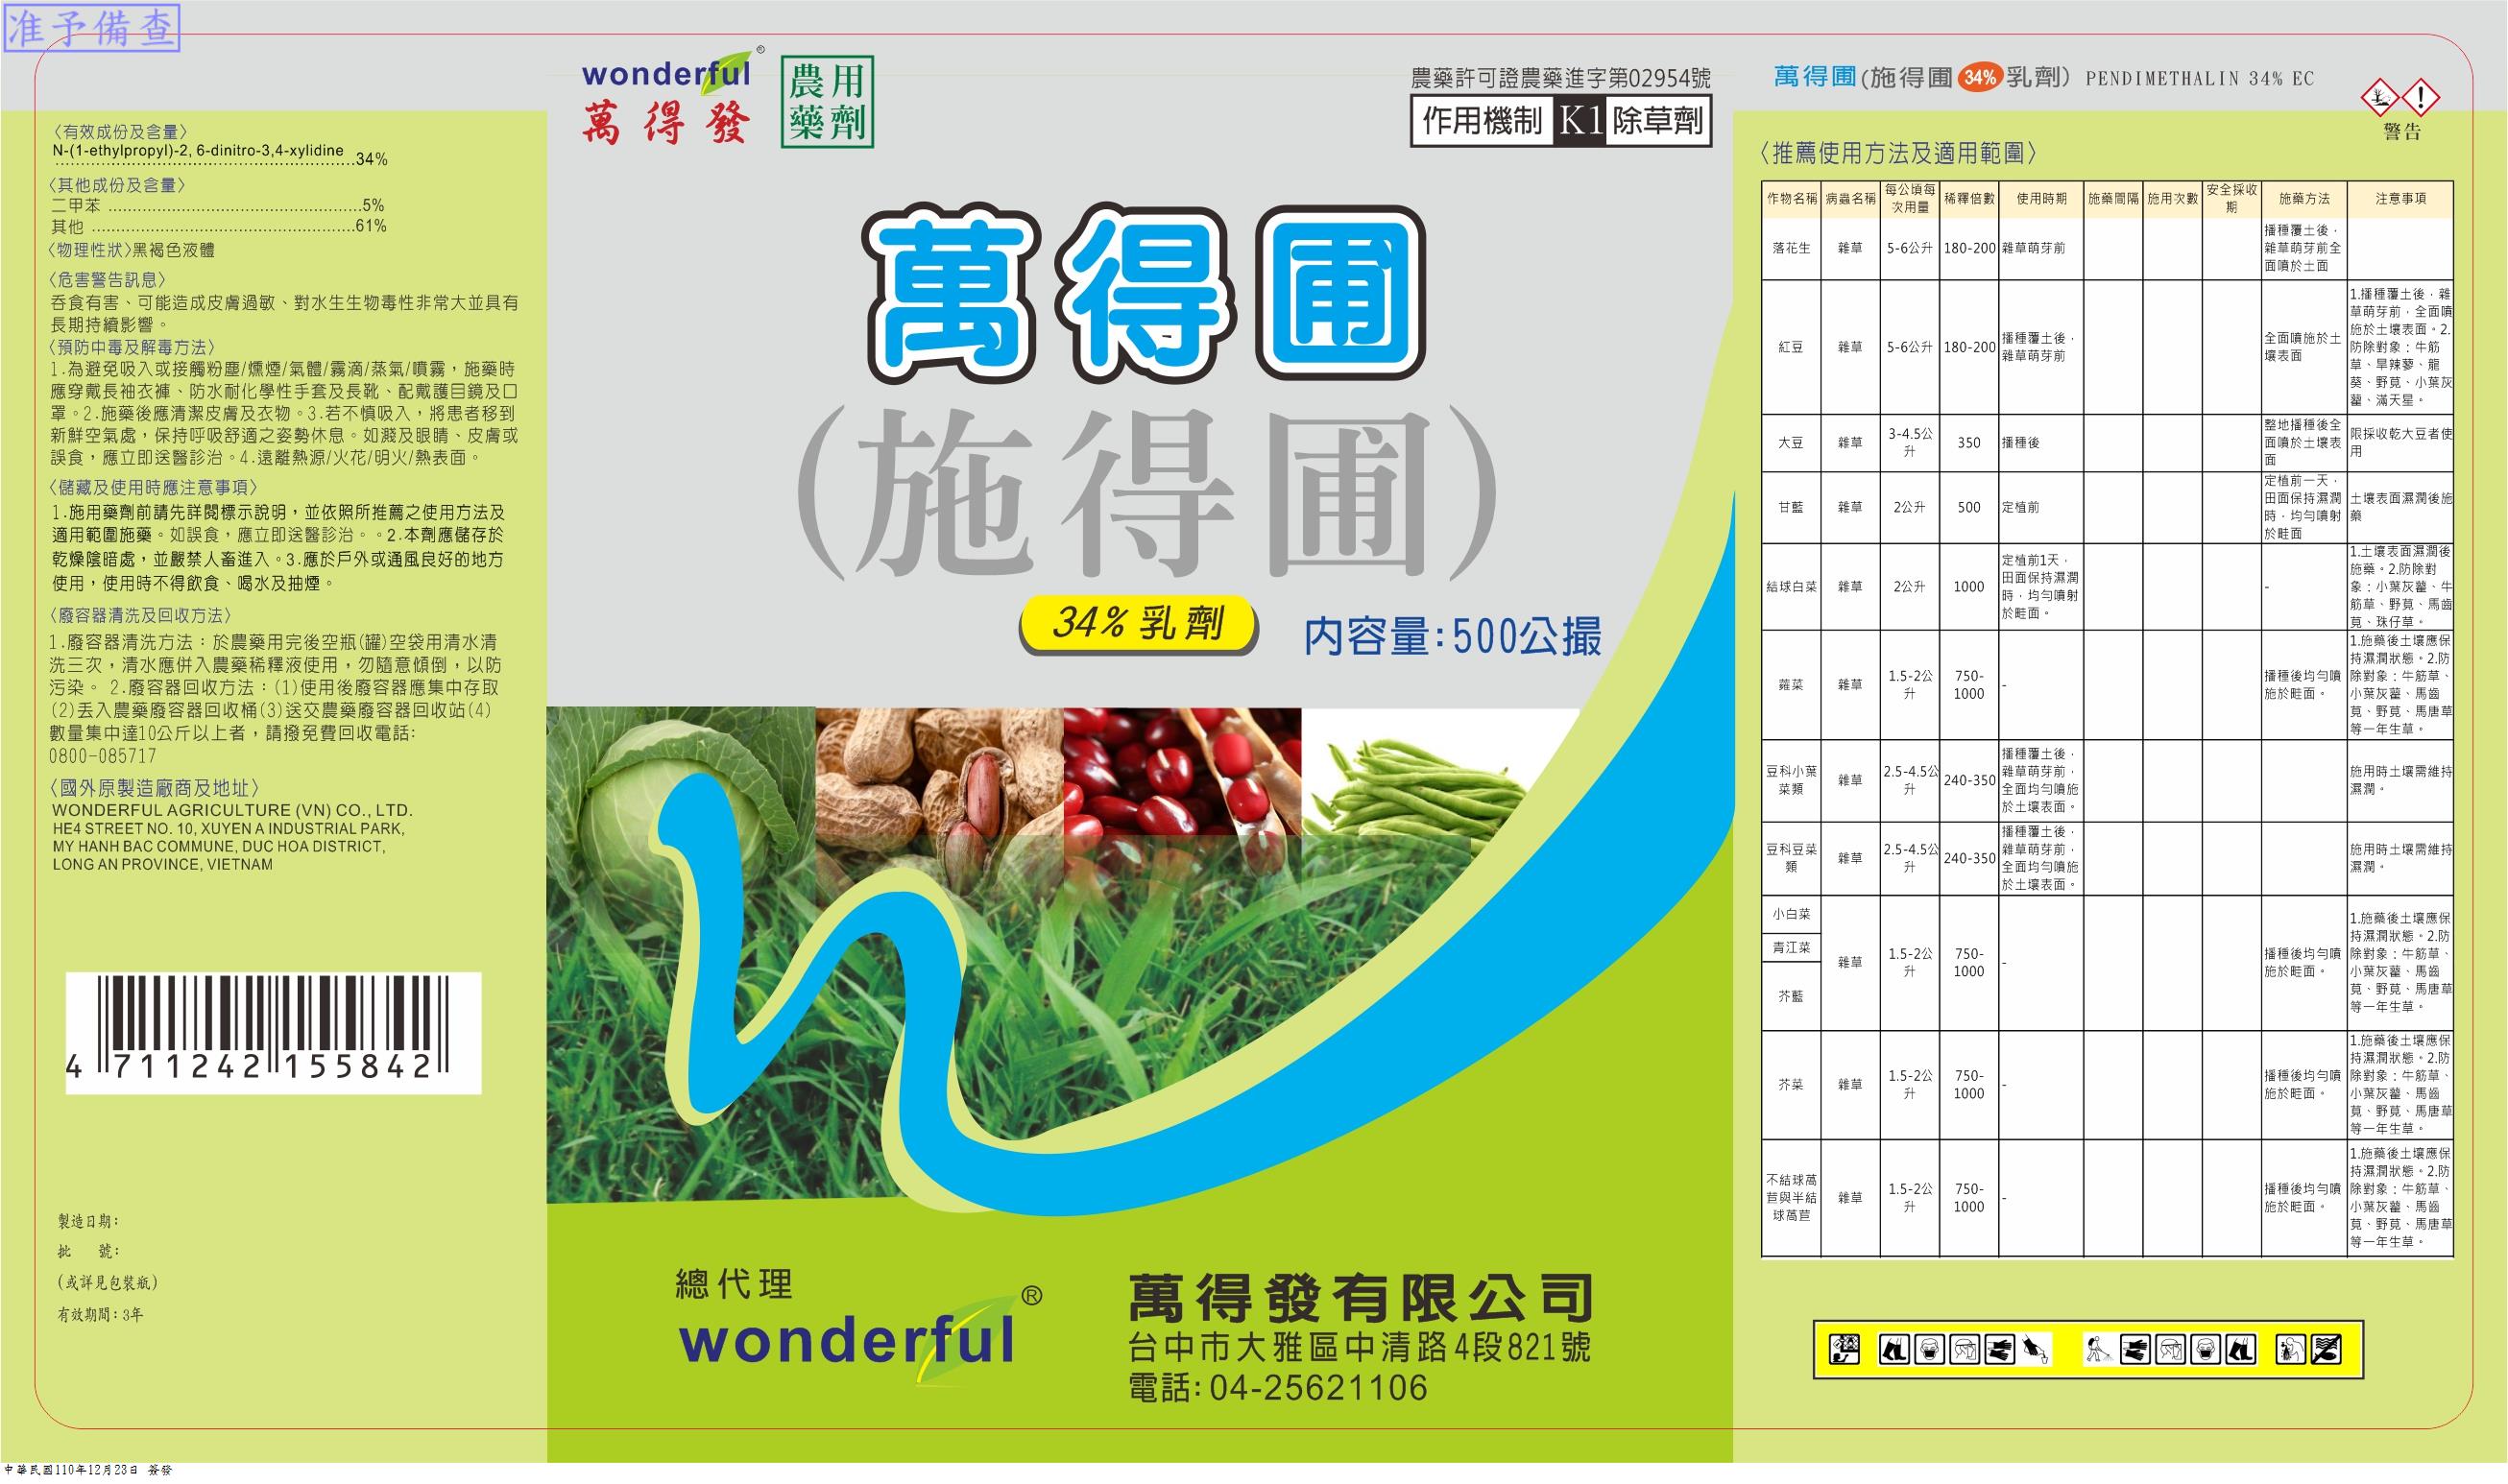 准予備查
〈有效成份及含量〉
N-(1-ethylpropyl)-2, 6-dinitro-3,4-xylidine
34%
〈其他成份及含量〉
二甲苯 5%
其他 61%
〈物理性狀〉黑褐色液體
〈危害警告訊息〉
吞食有害、可能造成皮膚過敏、對水生生物毒性非常大並具有
長期持續影響。
〈預防中毒及解毒方法〉
1.為避免吸入或接觸粉塵/燻煙/氣體/霧滴/蒸氣/噴霧，施藥時
應穿戴長袖衣褲、防水耐化學性手套及長靴、配戴護目鏡及口
罩。2.施藥後應清潔皮膚及衣物。3.若不慎吸入，將患者移到
新鮮空氣處，保持呼吸舒適之姿勢休息。如濺及眼睛、皮膚或
誤食，應立即送醫診治。4.遠離熱源/火花/明火/熱表面。
〈儲藏及使用時應注意事項〉
1.施用藥劑前請先詳閱標示說明，並依照所推薦之使用方法及
適用範圍施藥。如誤食，應立即送醫診治。。2.本劑應儲存於
乾燥陰暗處，並嚴禁人畜進入。3.應於戶外或通風良好的地方
使用，使用時不得飲食、喝水及抽煙。
〈廢容器清洗及回收方法〉
1.廢容器清洗方法：於農藥用完後空瓶(罐)空袋用清水清
洗三次，清水應併入農藥稀釋液使用，勿隨意傾倒，以防
污染。 2.廢容器回收方法：(1)使用後廢容器應集中存取
(2)丟入農藥廢容器回收桶(3)送交農藥廢容器回收站(4)
數量集中達10公斤以上者，請撥免費回收電話:
0800-085717
〈國外原製造廠商及地址〉
WONDERFUL AGRICULTURE (VN) CO., LTD.
HE4 STREET NO. 10, XUYEN A INDUSTRIAL PARK,
MY HANH BAC COMMUNE, DUC HOA DISTRICT,
LONG AN PROVINCE, VIETNAM
4 711242 155842
製造日期:
批　號:
(或詳見包裝瓶)
有效期間:3年
wonderful®
萬得發
農用
藥劑
農藥許可證農藥進字第02954號
作用機制 K1 除草劑
萬得圃
(施得圃)
34% 乳劑
内容量:500公撮
總代理
wonderful®
萬得發有限公司
台中市大雅區中清路4段821號
電話:04-25621106
萬得圃(施得圃34%乳劑) PENDIMETHALIN 34% EC
警告
〈推薦使用方法及適用範圍〉
作物名稱 病蟲名稱 每公頃每次用量 稀釋倍數 使用時期 施藥間隔 施用次數 安全採收期 施藥方法 注意事項
落花生 雜草 5-6公升 180-200 雜草萌芽前 播種覆土後，雜草萌芽前全面噴於土面
紅豆 雜草 5-6公升 180-200 播種覆土後，雜草萌芽前 全面噴施於土壤表面 1.播種覆土後，雜草萌芽前，全面噴施於土壤表面。2.防除對象：牛筋草、旱辣蓼、龍葵、野莧、小葉灰藋、滿天星。
大豆 雜草 3-4.5公升 350 播種後 整地播種後全面噴於土壤表面 限採收乾大豆者使用
甘藍 雜草 2公升 500 定植前 定植前一天，田面保持濕潤時，均勻噴射於畦面 土壤表面濕潤後施藥
結球白菜 雜草 2公升 1000 定植前1天，田面保持濕潤時，均勻噴射於畦面。 - 1.土壤表面濕潤後施藥。2.防除對象：小葉灰藋、牛筋草、野莧、馬齒莧、珠仔草。
蘿菜 雜草 1.5-2公升 750-1000 - 播種後均勻噴施於畦面。 1.施藥後土壤應保持濕潤狀態。2.防除對象：牛筋草、小葉灰藋、馬齒莧、野莧、馬唐草等一年生草。
豆科小葉菜類 雜草 2.5-4.5公升 240-350 播種覆土後，雜草萌芽前，全面均勻噴施於土壤表面。 施用時土壤需維持濕潤。
豆科豆菜類 雜草 2.5-4.5公升 240-350 播種覆土後，雜草萌芽前，全面均勻噴施於土壤表面。 施用時土壤需維持濕潤。
小白菜
青江菜
芥藍
雜草 1.5-2公升 750-1000 - 播種後均勻噴施於畦面。 1.施藥後土壤應保持濕潤狀態。2.防除對象：牛筋草、小葉灰藋、馬齒莧、野莧、馬唐草等一年生草。
芥菜 雜草 1.5-2公升 750-1000 - 播種後均勻噴施於畦面。 1.施藥後土壤應保持濕潤狀態。2.防除對象：牛筋草、小葉灰藋、馬齒莧、野莧、馬唐草等一年生草。
不結球萵苣與半結球萵苣 雜草 1.5-2公升 750-1000 - 播種後均勻噴施於畦面。 1.施藥後土壤應保持濕潤狀態。2.防除對象：牛筋草、小葉灰藋、馬齒莧、野莧、馬唐草等一年生草。
中華民國110年12月23日 簽發